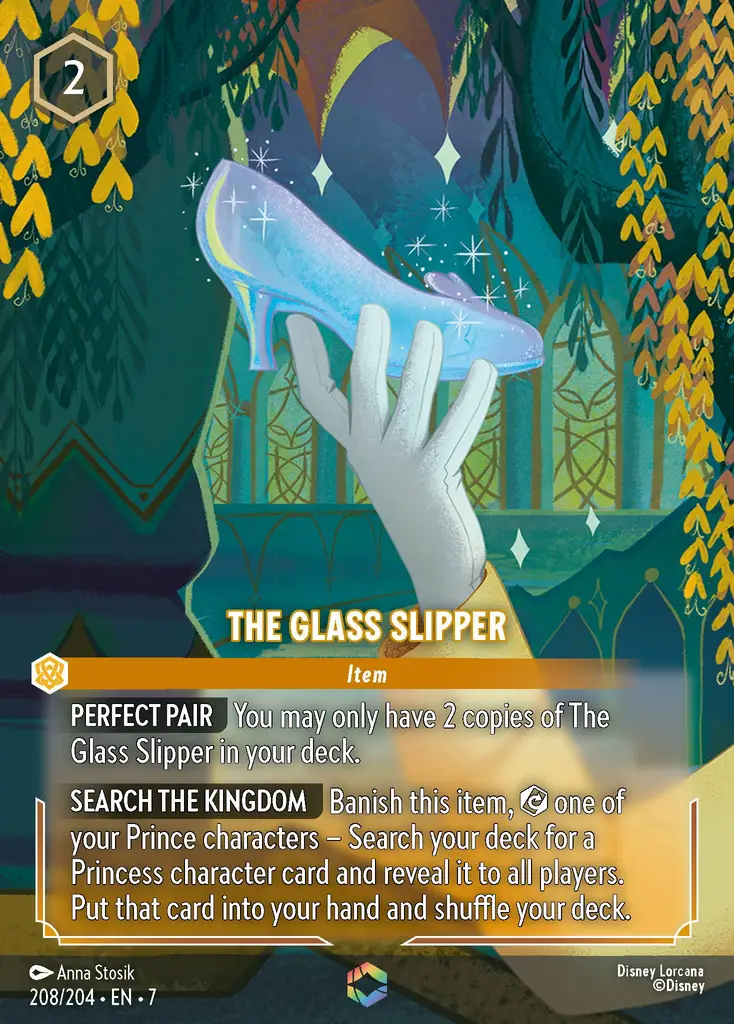 2
THE GLASS SLIPPER
Item
PERFECT PAIR You may only have 2 copies of The
Glass Slipper in your deck.
SEARCH THE KINGDOM Banish this item, one of
your Prince characters – Search your deck for a
Princess character card and reveal it to all players.
Put that card into your hand and shuffle your deck.
Anna Stosik
208/204 • EN • 7
Disney Lorcana
©Disney